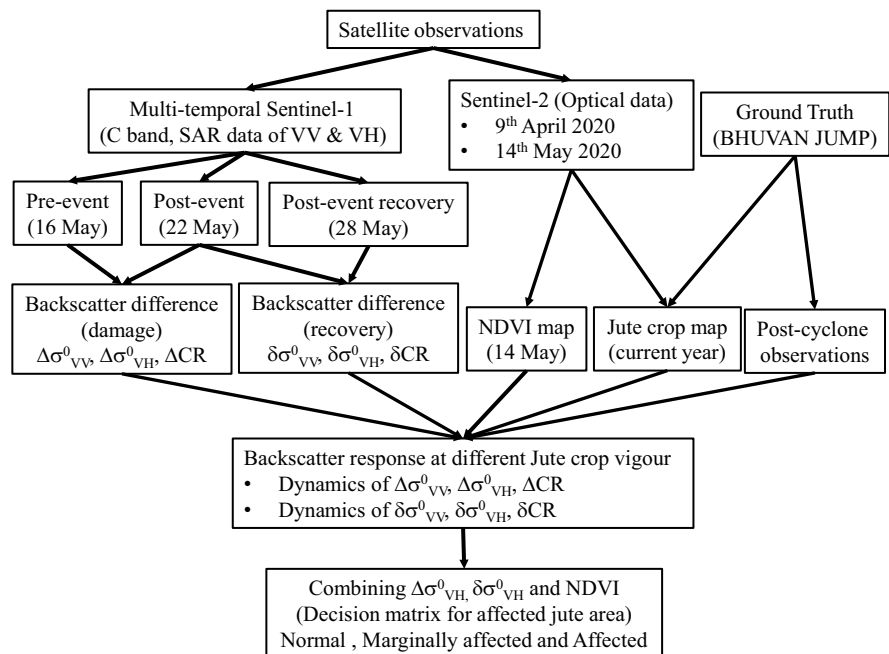 Satellite observations
Multi-temporal Sentinel-1
(C band, SAR data of VV & VH)
Sentinel-2 (Optical data)
• 9th April 2020
• 14th May 2020
Ground Truth
(BHUVAN JUMP)
Pre-event
(16 May)
Post-event
(22 May)
Post-event recovery
(28 May)
Backscatter difference
(damage)
Δσ⁰VV, Δσ⁰VH, ΔCR
Backscatter difference
(recovery)
δσ⁰VV, δσ⁰VH, δCR
NDVI map
(14 May)
Jute crop map
(current year)
Post-cyclone
observations
Backscatter response at different Jute crop vigour
• Dynamics of Δσ⁰VV, Δσ⁰VH, ΔCR
• Dynamics of δσ⁰VV, δσ⁰VH, δCR
Combining Δσ⁰VH, δσ⁰VH and NDVI
(Decision matrix for affected jute area)
Normal , Marginally affected and Affected